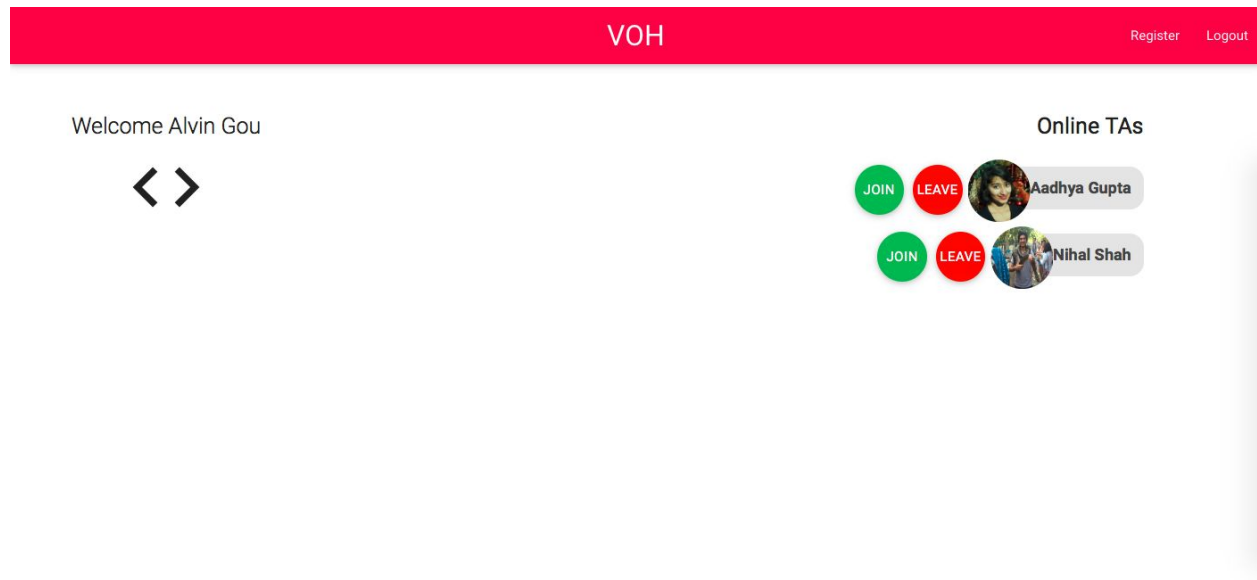 VOH
Register Logout
Welcome Alvin Gou
Online TAs
JOIN LEAVE Aadhya Gupta
JOIN LEAVE Nihal Shah